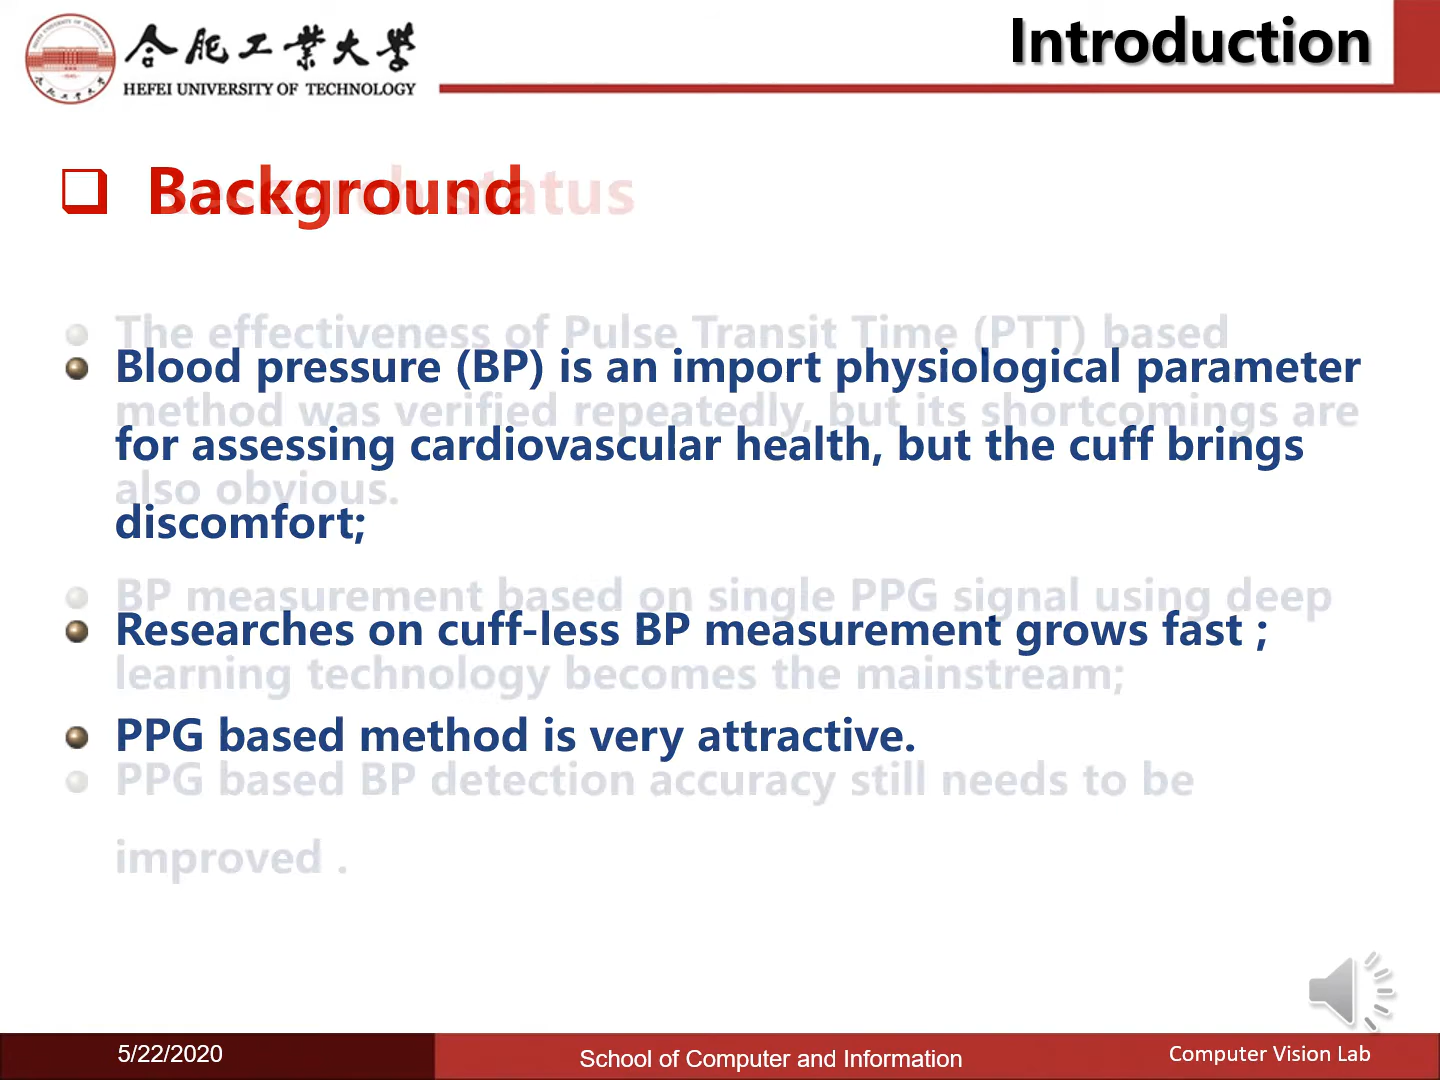 合肥工业大学
HEFEI UNIVERSITY OF TECHNOLOGY
Introduction
Background
Research status
The effectiveness of Pulse Transit Time (PTT) based
Blood pressure (BP) is an import physiological parameter
method was verified repeatedly, but its shortcomings are
for assessing cardiovascular health, but the cuff brings
also obvious.
discomfort;
BP measurement based on single PPG signal using deep
Researches on cuff-less BP measurement grows fast ;
learning technology becomes the mainstream;
PPG based method is very attractive.
PPG based BP detection accuracy still needs to be
improved .
5/22/2020
School of Computer and Information
Computer Vision Lab